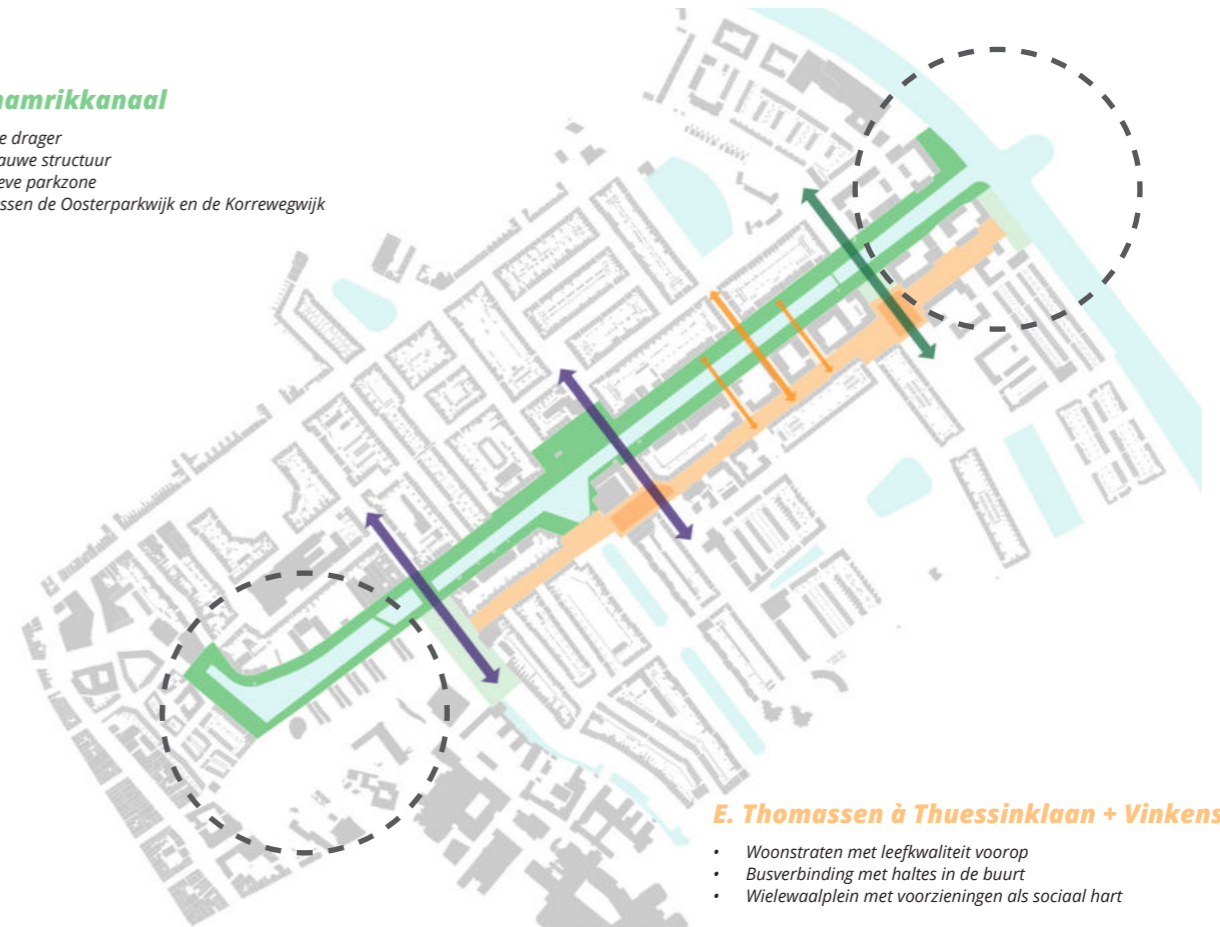 namrikkanaal
e drager
auwe structuur
eve parkzone
ssen de Oosterparkwijk en de Korrewegwijk
E. Thomassen à Thuessinklaan + Vinkens
• Woonstraten met leefkwaliteit voorop
• Busverbinding met haltes in de buurt
• Wielewaalplein met voorzieningen als sociaal hart